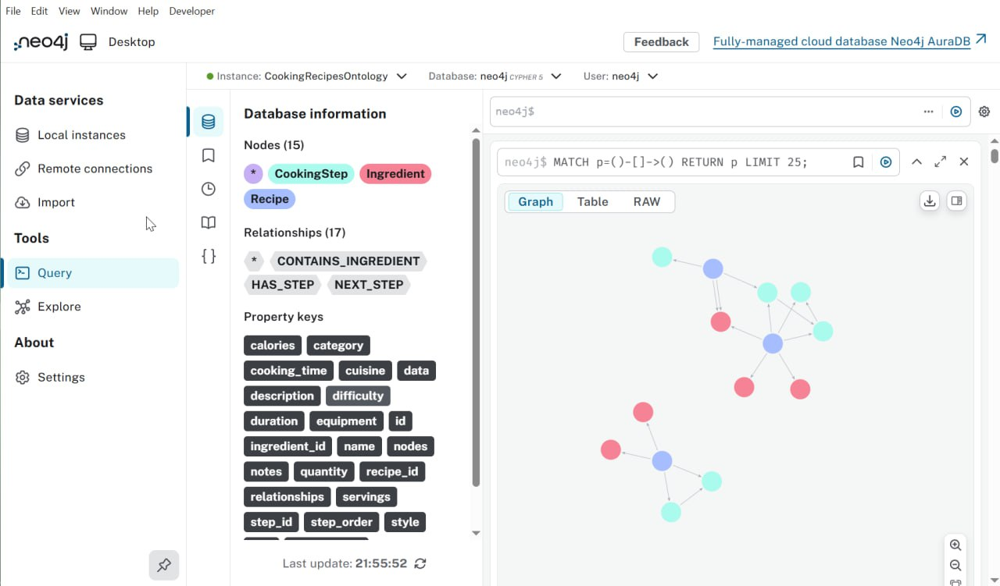 File Edit View Window Help Developer
neo4j Desktop Feedback Fully-managed cloud database Neo4j AuraDB
Instance: CookingRecipesOntology Database: neo4j CYPHER 5 User: neo4j
Data services
Local instances
Remote connections
Import
Tools
Query
Explore
About
Settings
Database information
Nodes (15)
* CookingStep Ingredient
Recipe
Relationships (17)
* CONTAINS_INGREDIENT
HAS_STEP NEXT_STEP
Property keys
calories category
cooking_time cuisine data
description difficulty
duration equipment id
ingredient_id name nodes
notes quantity recipe_id
relationships servings
step_id step_order style
Last update: 21:55:52
neo4j$
neo4j$ MATCH p=()-[]->() RETURN p LIMIT 25;
Graph Table RAW